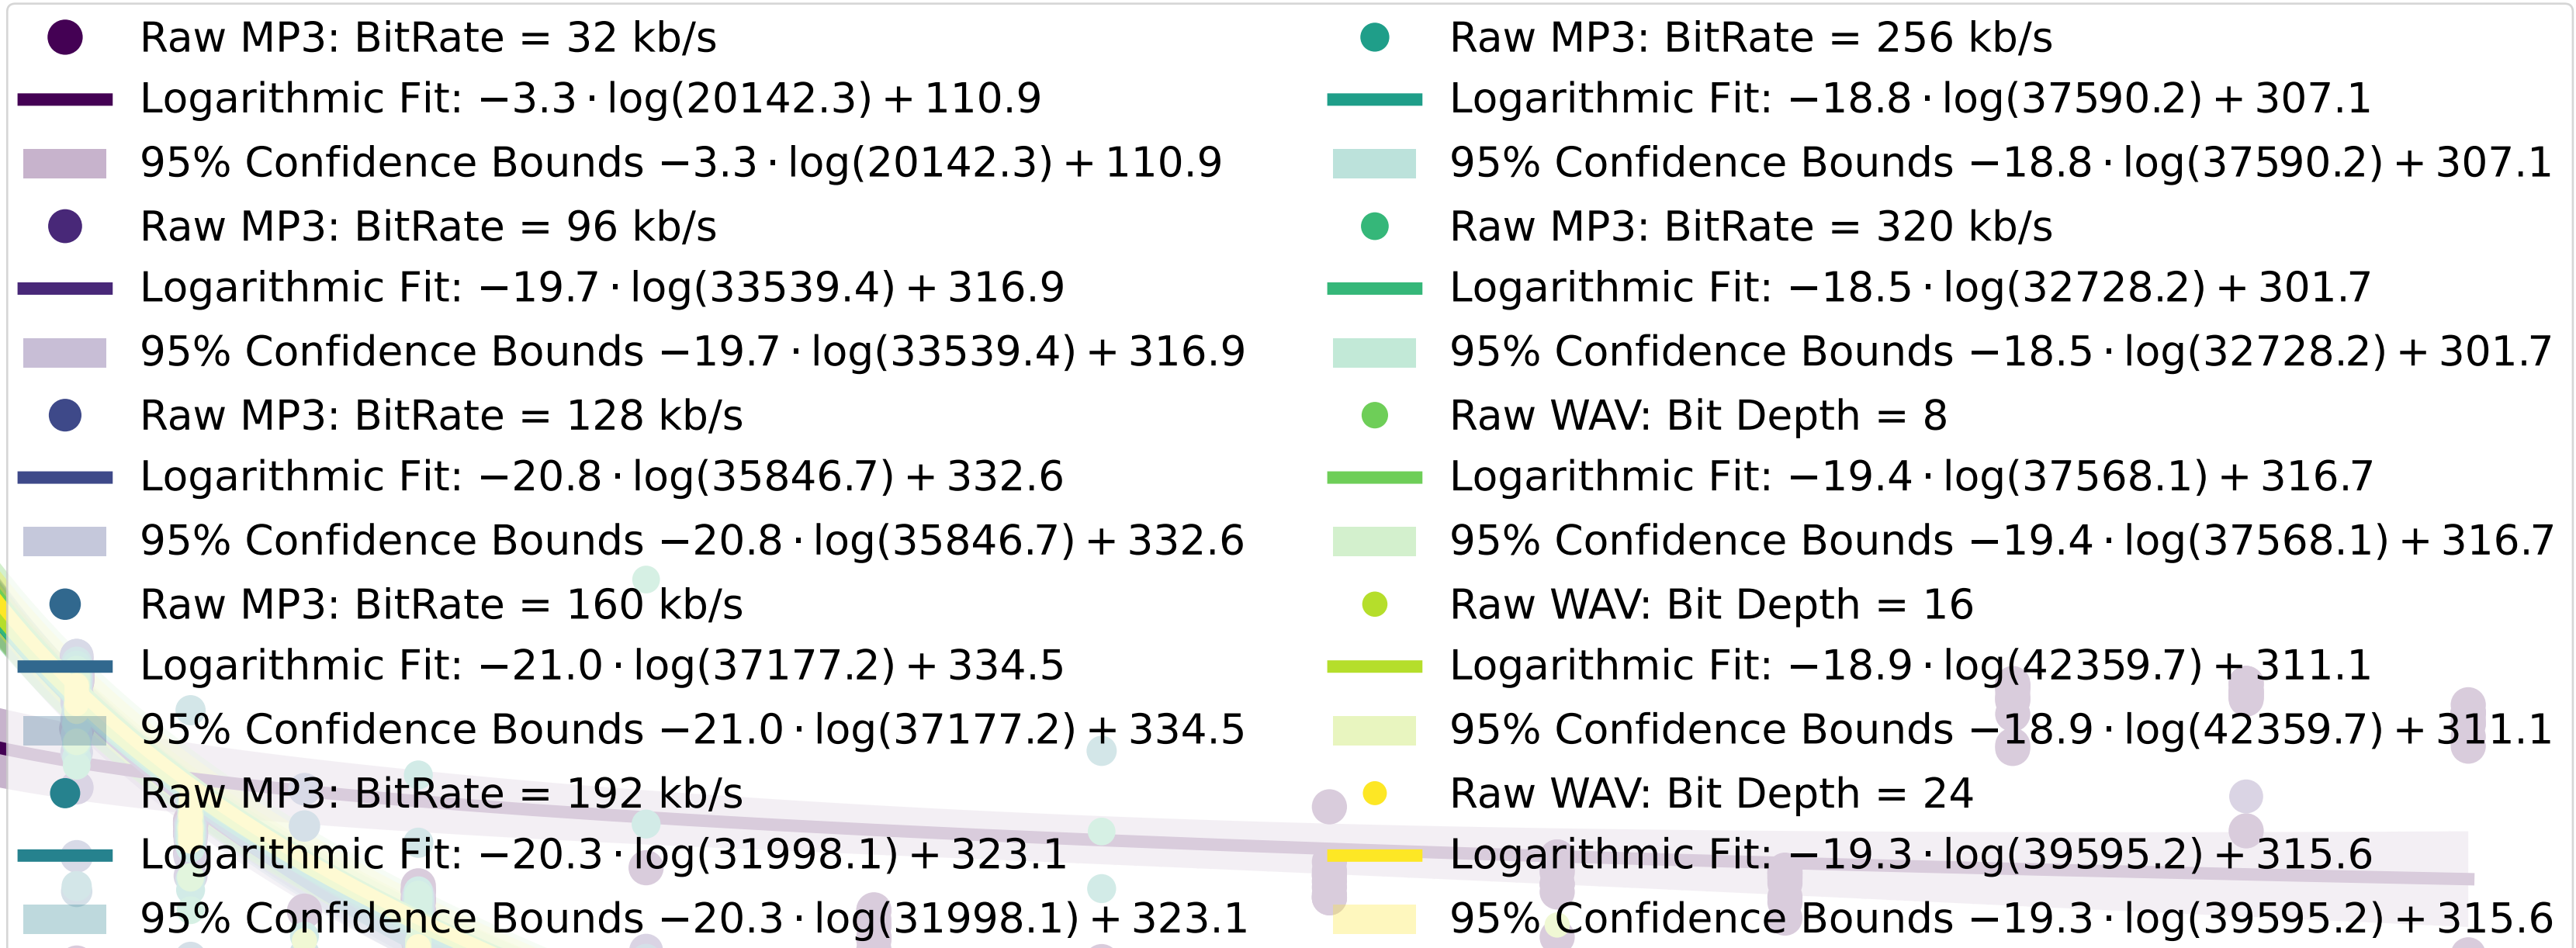 Raw MP3: BitRate = 32 kb/s
Logarithmic Fit: −3.3 · log(20142.3) + 110.9
95% Confidence Bounds −3.3 · log(20142.3) + 110.9
Raw MP3: BitRate = 96 kb/s
Logarithmic Fit: −19.7 · log(33539.4) + 316.9
95% Confidence Bounds −19.7 · log(33539.4) + 316.9
Raw MP3: BitRate = 128 kb/s
Logarithmic Fit: −20.8 · log(35846.7) + 332.6
95% Confidence Bounds −20.8 · log(35846.7) + 332.6
Raw MP3: BitRate = 160 kb/s
Logarithmic Fit: −21.0 · log(37177.2) + 334.5
95% Confidence Bounds −21.0 · log(37177.2) + 334.5
Raw MP3: BitRate = 192 kb/s
Logarithmic Fit: −20.3 · log(31998.1) + 323.1
95% Confidence Bounds −20.3 · log(31998.1) + 323.1
Raw MP3: BitRate = 256 kb/s
Logarithmic Fit: −18.8 · log(37590.2) + 307.1
95% Confidence Bounds −18.8 · log(37590.2) + 307.1
Raw MP3: BitRate = 320 kb/s
Logarithmic Fit: −18.5 · log(32728.2) + 301.7
95% Confidence Bounds −18.5 · log(32728.2) + 301.7
Raw WAV: Bit Depth = 8
Logarithmic Fit: −19.4 · log(37568.1) + 316.7
95% Confidence Bounds −19.4 · log(37568.1) + 316.7
Raw WAV: Bit Depth = 16
Logarithmic Fit: −18.9 · log(42359.7) + 311.1
95% Confidence Bounds −18.9 · log(42359.7) + 311.1
Raw WAV: Bit Depth = 24
Logarithmic Fit: −19.3 · log(39595.2) + 315.6
95% Confidence Bounds −19.3 · log(39595.2) + 315.6